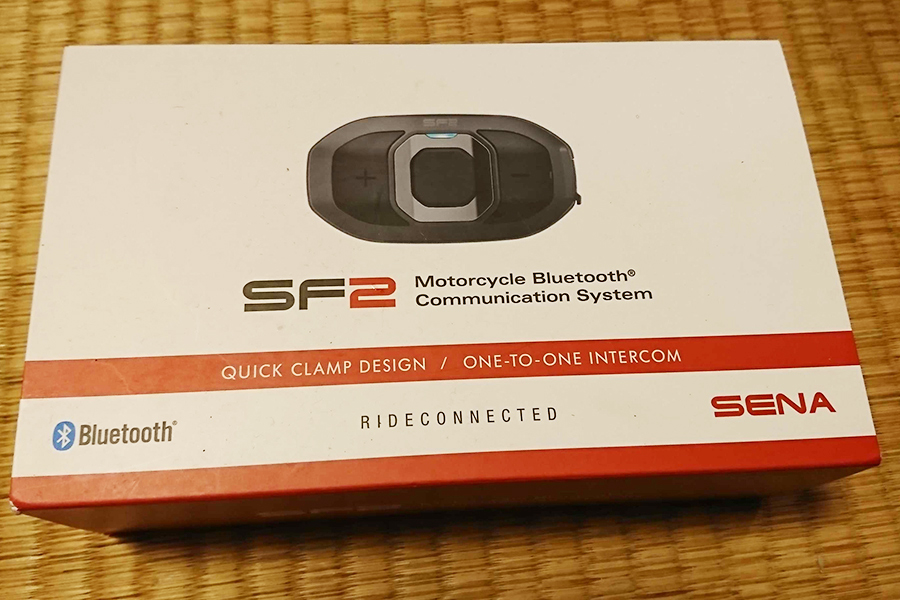 SF2
+ −
SF2 Motorcycle Bluetooth®
Communication System
QUICK CLAMP DESIGN / ONE-TO-ONE INTERCOM
Bluetooth®
RIDECONNECTED
SENA